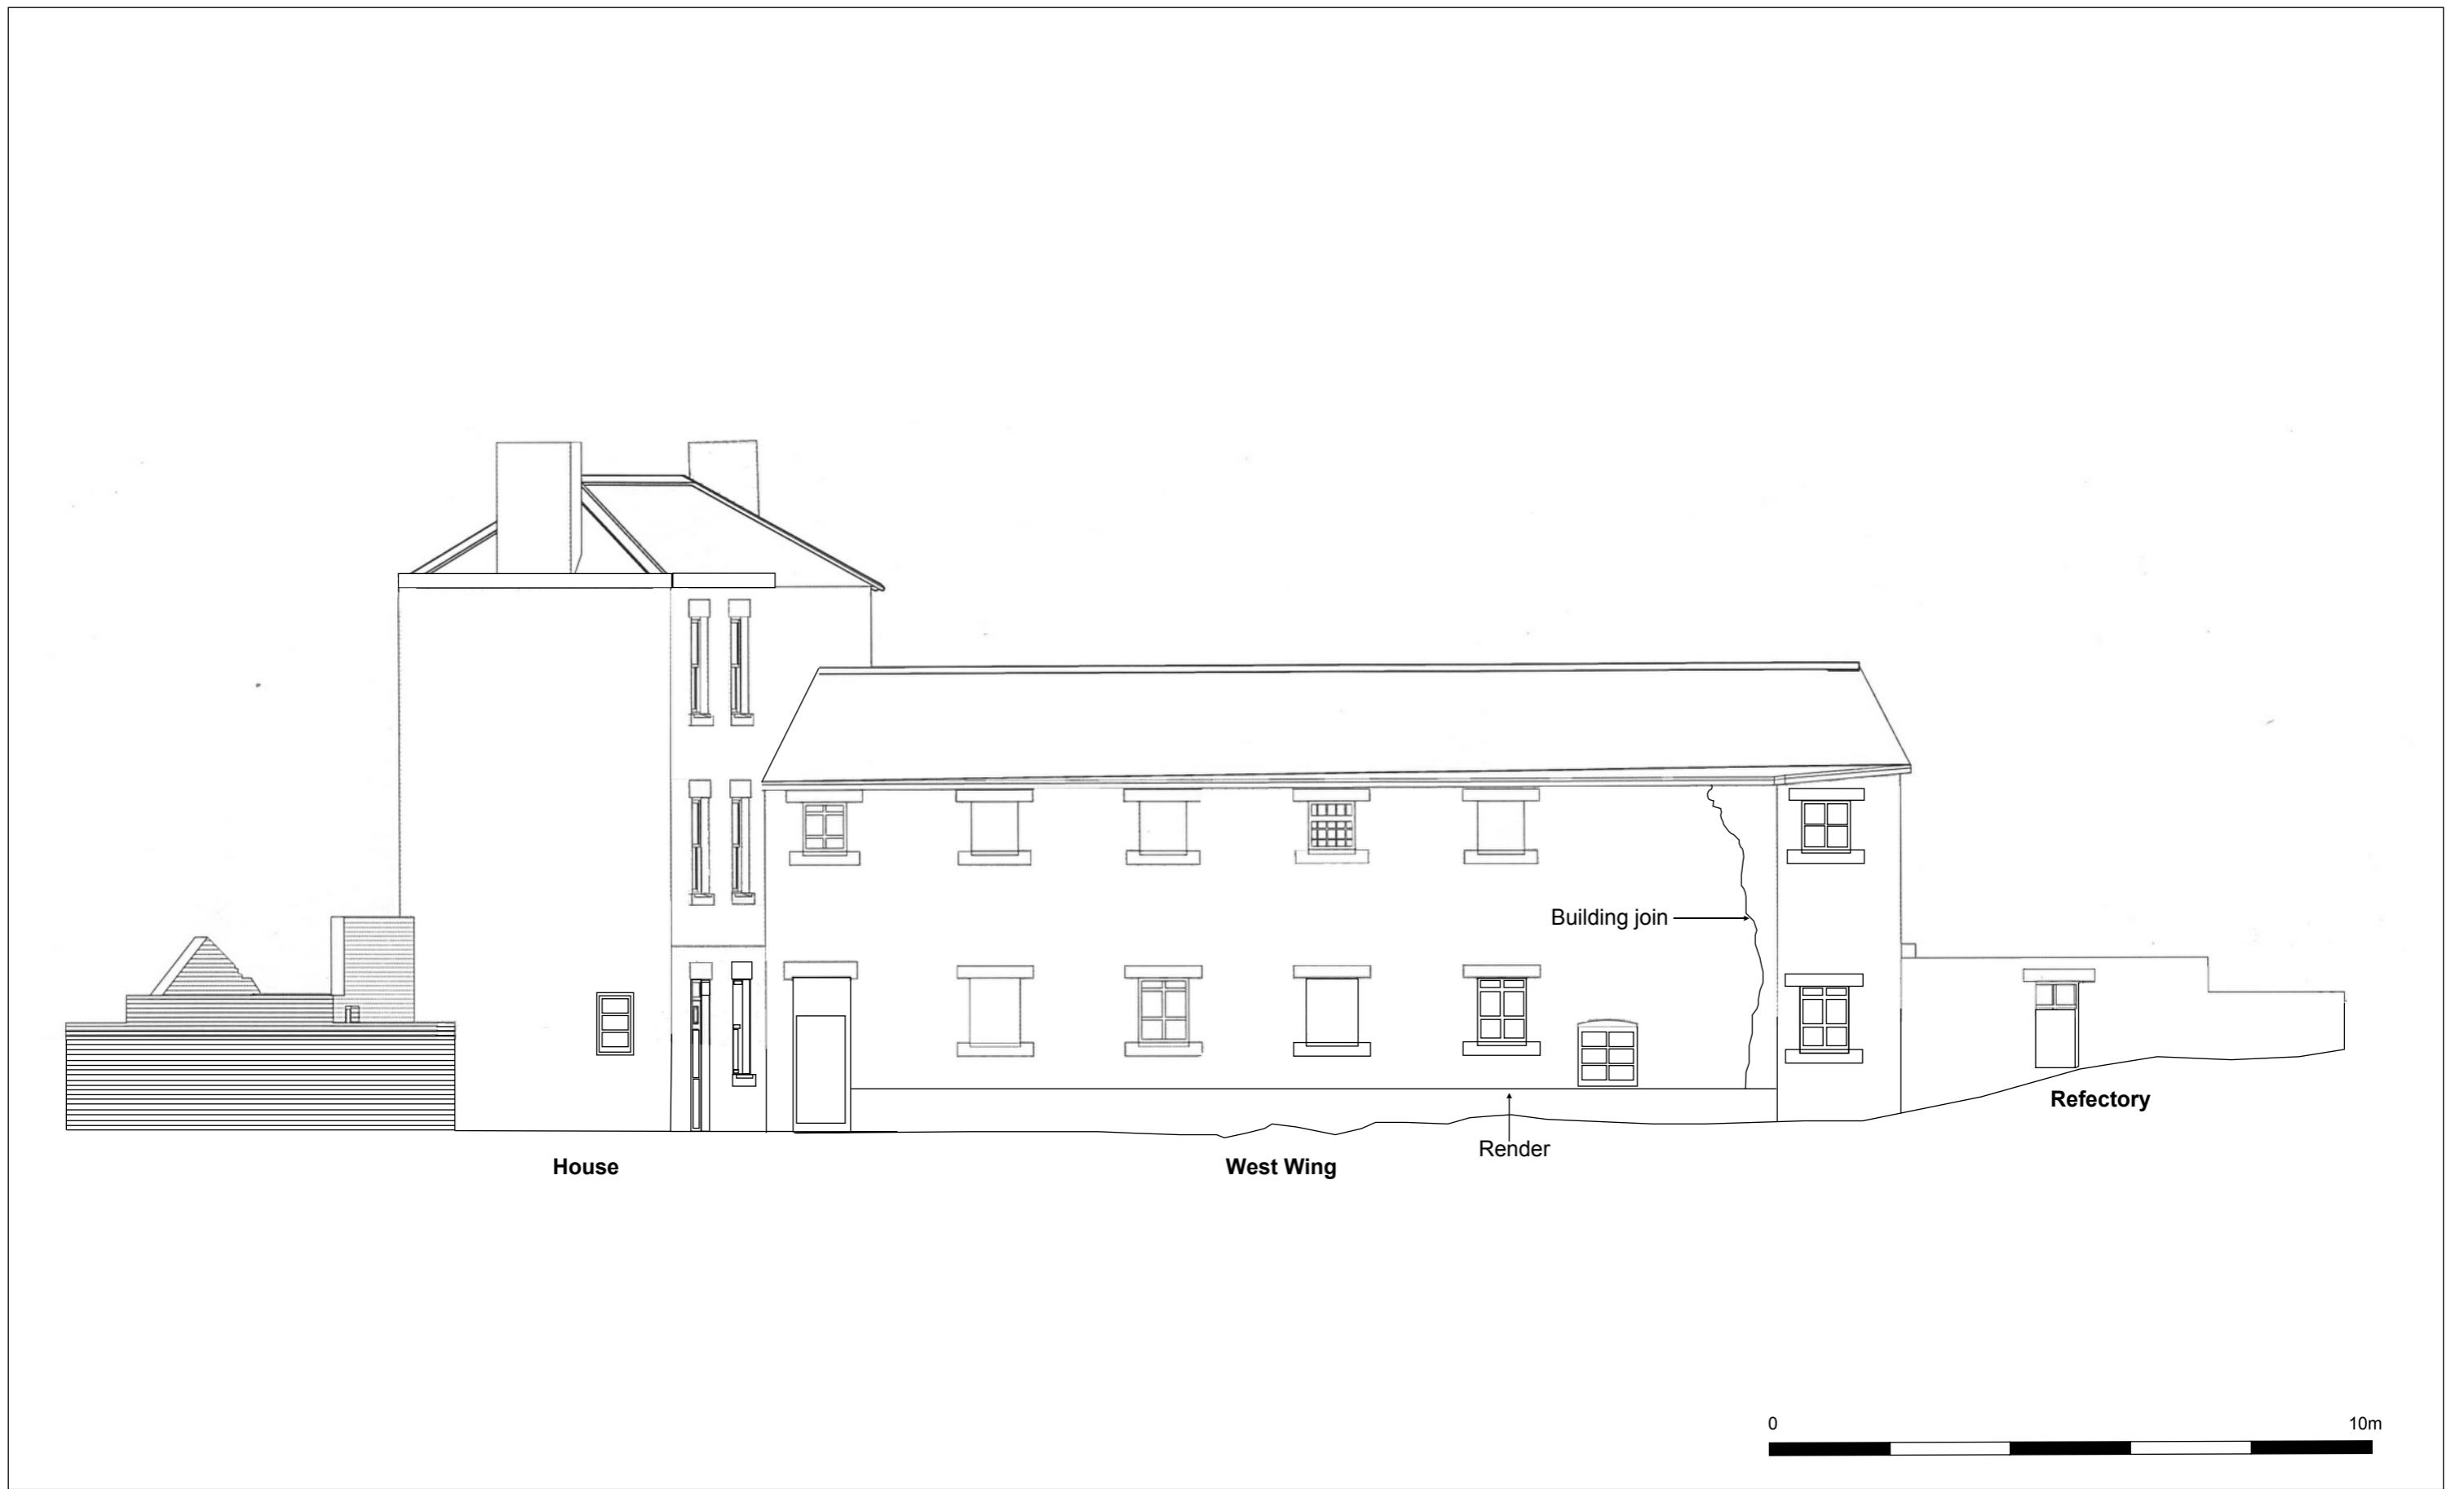 Building join
Render
House
West Wing
Refectory
0
10m